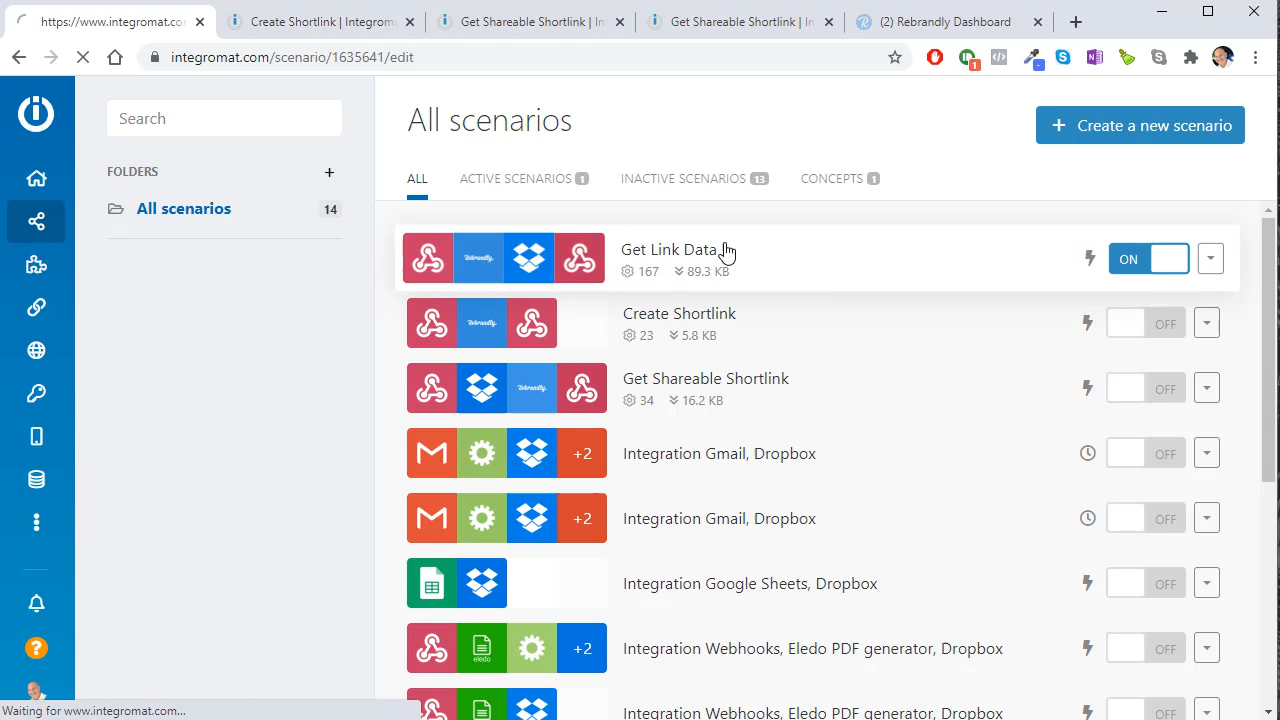 https://www.integromat.com/
Create Shortlink | Integrom
Get Shareable Shortlink | In
Get Shareable Shortlink | In
(2) Rebrandly Dashboard
integromat.com/scenario/1635641/edit
1
Search
All scenarios
Create a new scenario
FOLDERS
ALL
ACTIVE SCENARIOS 1
INACTIVE SCENARIOS 13
CONCEPTS 1
All scenarios
14
Rebrandly.
Get Link Data
167
89.3 KB
ON
Rebrandly.
Create Shortlink
23
5.8 KB
OFF
Rebrandly.
Get Shareable Shortlink
34
16.2 KB
OFF
+2
Integration Gmail, Dropbox
OFF
+2
Integration Gmail, Dropbox
OFF
Integration Google Sheets, Dropbox
OFF
eledo
+2
Integration Webhooks, Eledo PDF generator, Dropbox
OFF
Integration Webhooks, Eledo PDF generator, Dropbox
OFF
Waiting for www.integromat.com...